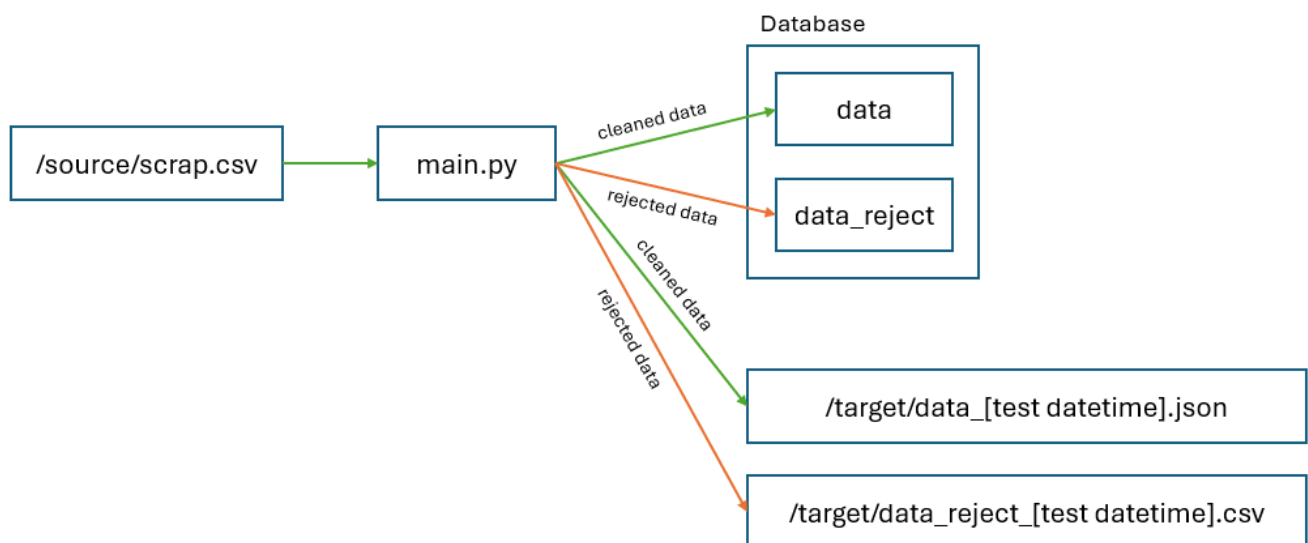 Database
/source/scrap.csv
main.py
cleaned data
data
rejected data
data_reject
cleaned data
rejected data
/target/data_[test datetime].json
/target/data_reject_[test datetime].csv